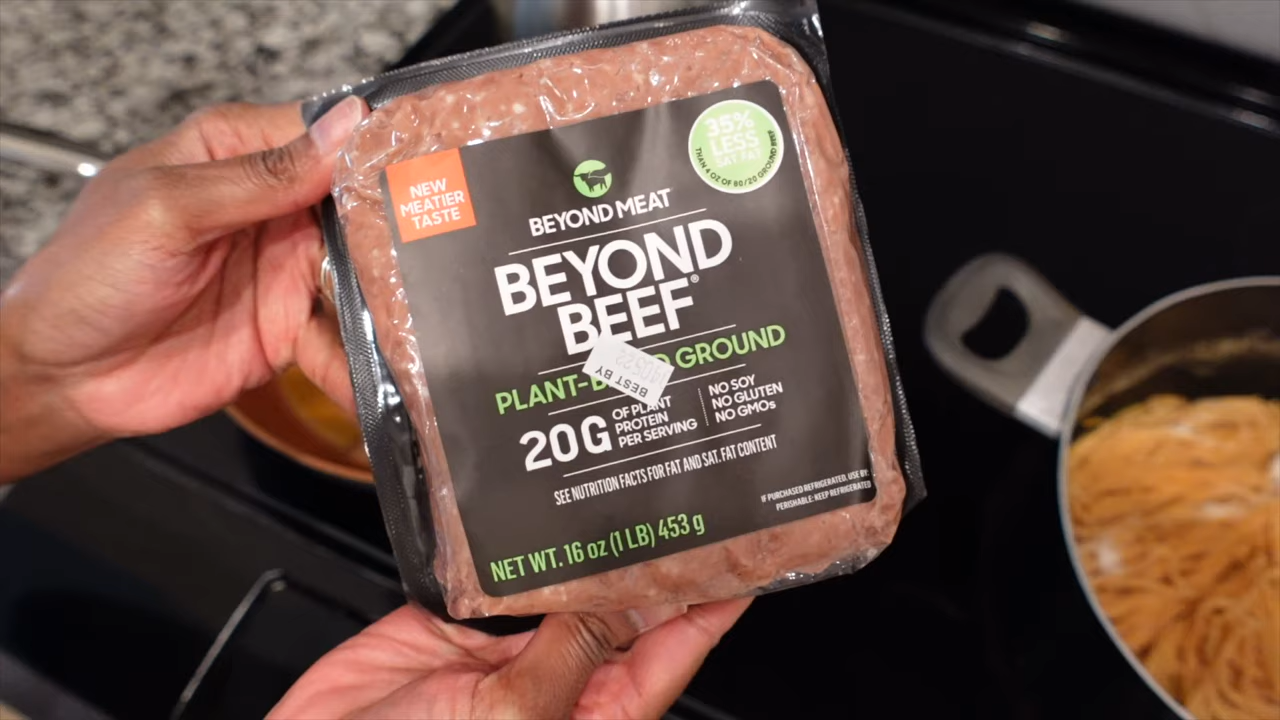 NEW
MEATIER
TASTE
35%
LESS
SAT. FAT
THAN 4 OZ OF 80/20 GROUND BEEF
BEYOND MEAT
BEYOND
BEEF®
PLANT-B D GROUND
20G
OF PLANT
PROTEIN
PER SERVING
NO SOY
NO GLUTEN
NO GMOs
BEST BY
SEE NUTRITION FACTS FOR FAT AND SAT. FAT CONTENT
IF PURCHASED REFRIGERATED, USE BY:
PERISHABLE: KEEP REFRIGERATED
NET WT. 16 oz (1 LB) 453 g